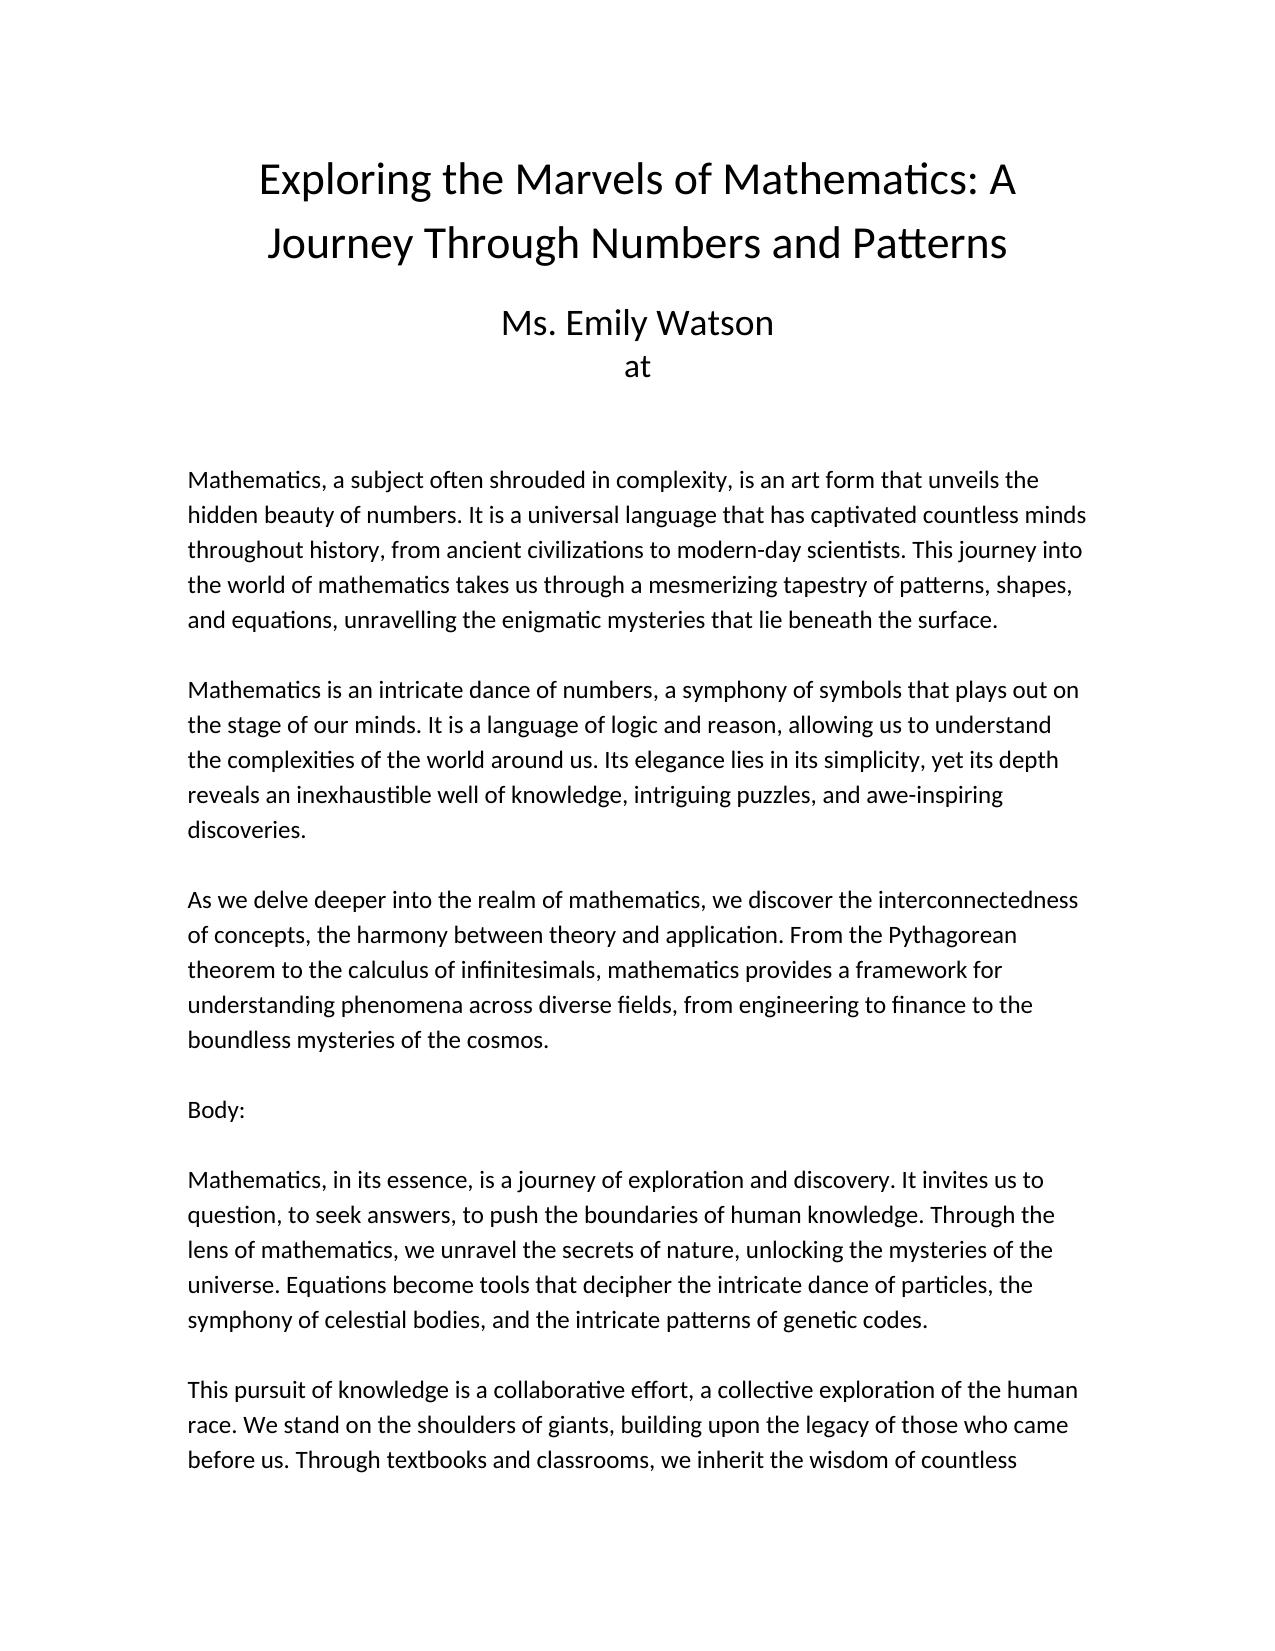 Exploring the Marvels of Mathematics: A
Journey Through Numbers and Patterns
Ms. Emily Watson
at
Mathematics, a subject often shrouded in complexity, is an art form that unveils the
hidden beauty of numbers. It is a universal language that has captivated countless minds
throughout history, from ancient civilizations to modern-day scientists. This journey into
the world of mathematics takes us through a mesmerizing tapestry of patterns, shapes,
and equations, unravelling the enigmatic mysteries that lie beneath the surface.
Mathematics is an intricate dance of numbers, a symphony of symbols that plays out on
the stage of our minds. It is a language of logic and reason, allowing us to understand
the complexities of the world around us. Its elegance lies in its simplicity, yet its depth
reveals an inexhaustible well of knowledge, intriguing puzzles, and awe-inspiring
discoveries.
As we delve deeper into the realm of mathematics, we discover the interconnectedness
of concepts, the harmony between theory and application. From the Pythagorean
theorem to the calculus of infinitesimals, mathematics provides a framework for
understanding phenomena across diverse fields, from engineering to finance to the
boundless mysteries of the cosmos.
Body:
Mathematics, in its essence, is a journey of exploration and discovery. It invites us to
question, to seek answers, to push the boundaries of human knowledge. Through the
lens of mathematics, we unravel the secrets of nature, unlocking the mysteries of the
universe. Equations become tools that decipher the intricate dance of particles, the
symphony of celestial bodies, and the intricate patterns of genetic codes.
This pursuit of knowledge is a collaborative effort, a collective exploration of the human
race. We stand on the shoulders of giants, building upon the legacy of those who came
before us. Through textbooks and classrooms, we inherit the wisdom of countless